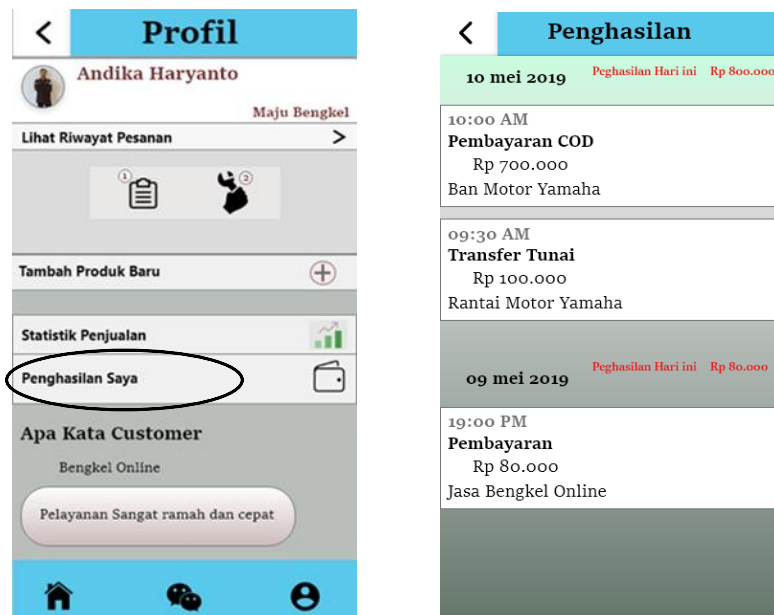 Profil
Andika Haryanto
Maju Bengkel
Lihat Riwayat Pesanan
1
2
Tambah Produk Baru
Statistik Penjualan
Penghasilan Saya
Apa Kata Customer
Bengkel Online
Pelayanan Sangat ramah dan cepat
Penghasilan
10 mei 2019 Peghasilan Hari ini Rp 800.000
10:00 AM
Pembayaran COD
Rp 700.000
Ban Motor Yamaha
09:30 AM
Transfer Tunai
Rp 100.000
Rantai Motor Yamaha
09 mei 2019 Peghasilan Hari ini Rp 80.000
19:00 PM
Pembayaran
Rp 80.000
Jasa Bengkel Online